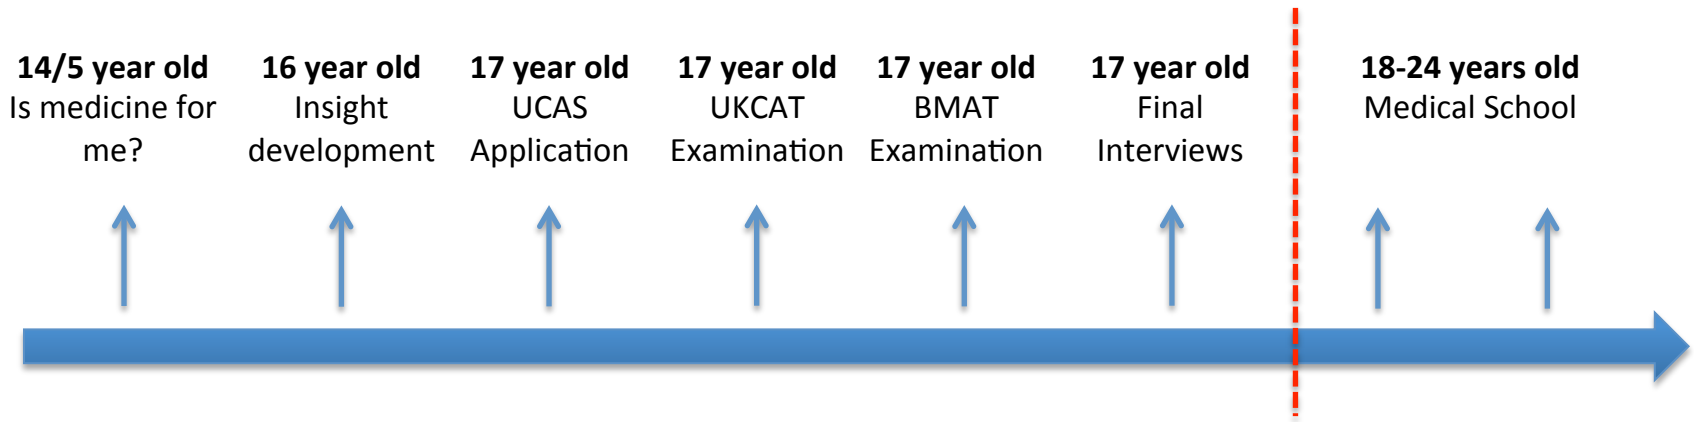 14/5 year old
Is medicine for
me?
16 year old
Insight
development
17 year old
UCAS
Application
17 year old
UKCAT
Examination
17 year old
BMAT
Examination
17 year old
Final
Interviews
18-24 years old
Medical School